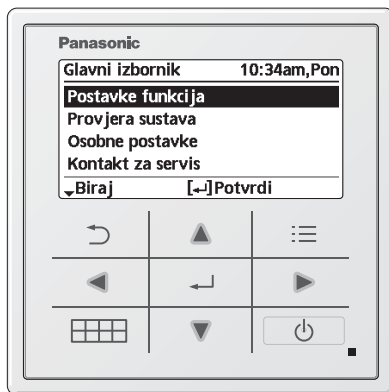 Panasonic
Glavni izbornik 10:34am,Pon
Postavke funkcija
Provjera sustava
Osobne postavke
Kontakt za servis
Biraj [↵]Potvrdi